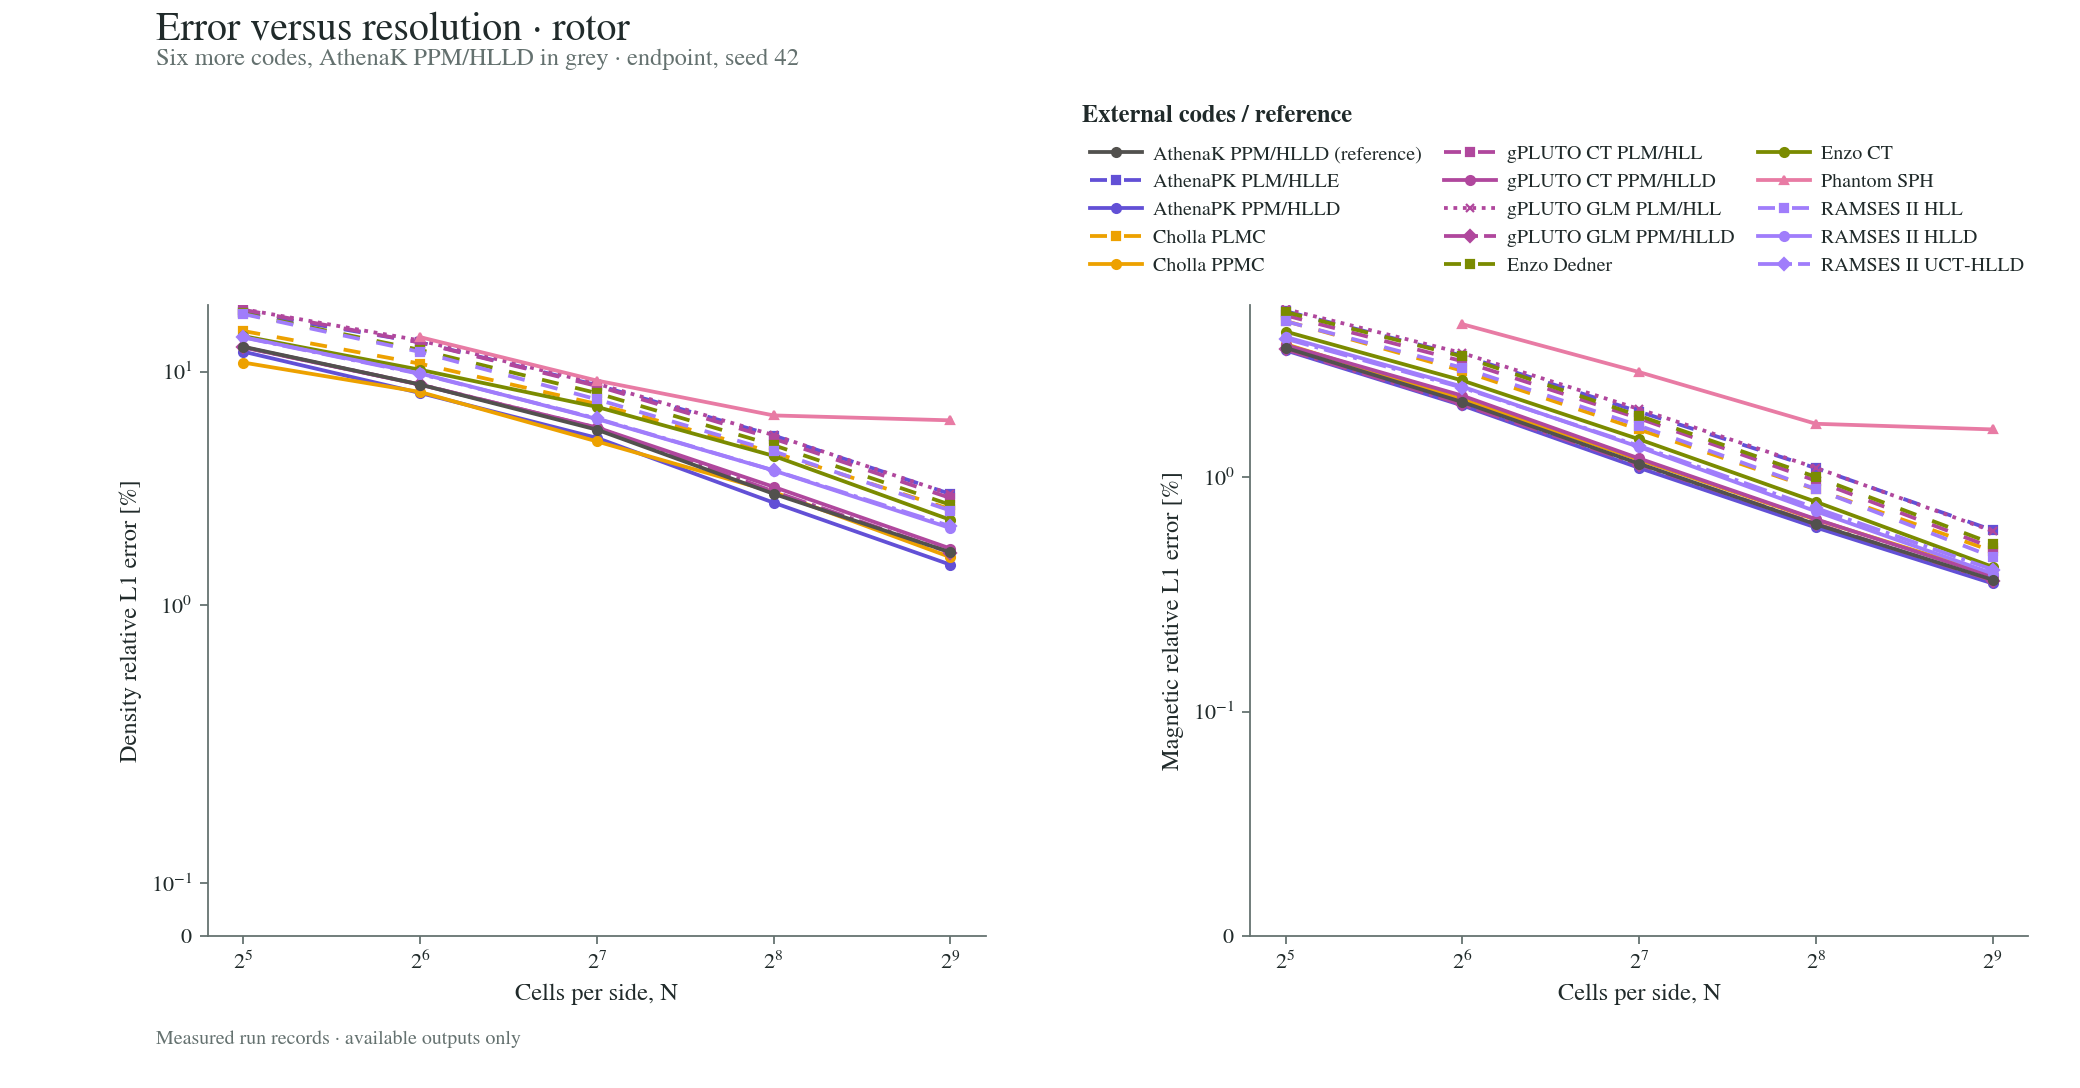 Error versus resolution · rotor
Six more codes, AthenaK PPM/HLLD in grey · endpoint, seed 42
External codes / reference
AthenaK PPM/HLLD (reference)
AthenaPK PLM/HLLE
AthenaPK PPM/HLLD
Cholla PLMC
Cholla PPMC
gPLUTO CT PLM/HLL
gPLUTO CT PPM/HLLD
gPLUTO GLM PLM/HLL
gPLUTO GLM PPM/HLLD
Enzo Dedner
Enzo CT
Phantom SPH
RAMSES II HLL
RAMSES II HLLD
RAMSES II UCT-HLLD
Density relative L1 error [%]
10¹
10⁰
10⁻¹
0
2⁵ 2⁶ 2⁷ 2⁸ 2⁹
Cells per side, N
Magnetic relative L1 error [%]
10⁰
10⁻¹
0
2⁵ 2⁶ 2⁷ 2⁸ 2⁹
Cells per side, N
Measured run records · available outputs only